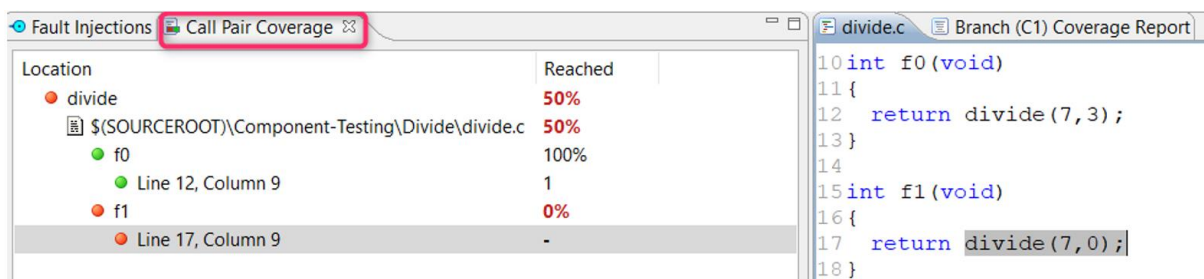 Fault Injections Call Pair Coverage
Location Reached
divide 50%
$(SOURCEROOT)\Component-Testing\Divide\divide.c 50%
f0 100%
Line 12, Column 9 1
f1 0%
Line 17, Column 9 -
divide.c Branch (C1) Coverage Report
10 int f0(void)
11 {
12 return divide(7,3);
13 }
14
15 int f1(void)
16 {
17 return divide(7,0);
18 }